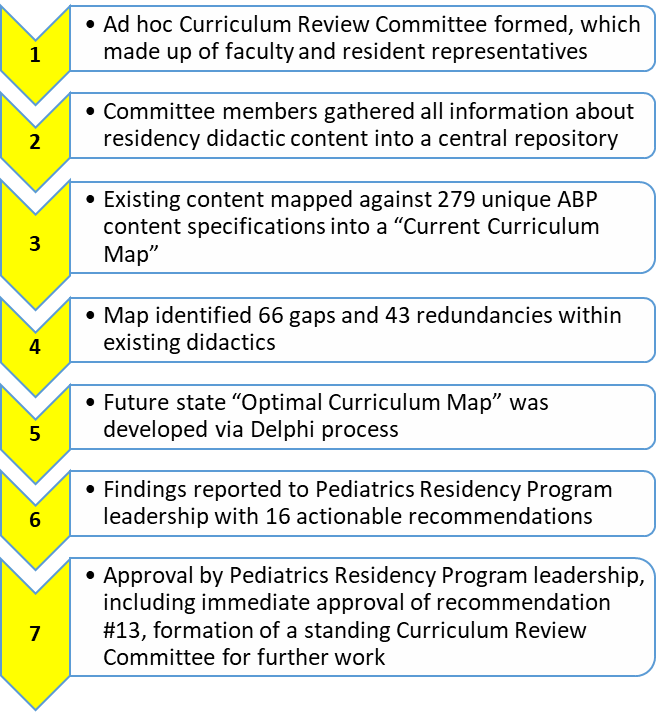 1
• Ad hoc Curriculum Review Committee formed, which
made up of faculty and resident representatives
2
• Committee members gathered all information about
residency didactic content into a central repository
3
• Existing content mapped against 279 unique ABP
content specifications into a “Current Curriculum
Map”
4
• Map identified 66 gaps and 43 redundancies within
existing didactics
5
• Future state “Optimal Curriculum Map” was
developed via Delphi process
6
• Findings reported to Pediatrics Residency Program
leadership with 16 actionable recommendations
7
• Approval by Pediatrics Residency Program leadership,
including immediate approval of recommendation
#13, formation of a standing Curriculum Review
Committee for further work